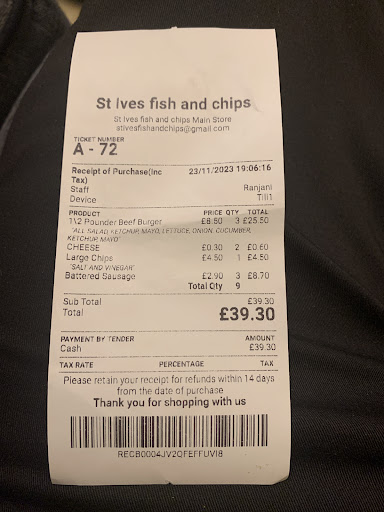 St Ives fish and chips
St Ives fish and chips Main Store
stivesfishandchips@gmail.com
TICKET NUMBER
A - 72
Receipt of Purchase(Inc 23/11/2023 19:06:16
Tax)
Staff Ranjani
Device Till1
PRODUCT PRICE QTY TOTAL
1\2 Pounder Beef Burger £8.50 3 £25.50
"ALL SALAD, KETCHUP, MAYO, LETTUCE, ONION, CUCUMBER,
KETCHUP, MAYO"
CHEESE £0.30 2 £0.60
Large Chips £4.50 1 £4.50
"SALT AND VINEGAR"
Battered Sausage £2.90 3 £8.70
Total Qty 9
Sub Total £39.30
Total £39.30
PAYMENT BY TENDER AMOUNT
Cash £39.30
TAX RATE PERCENTAGE TAX
Please retain your receipt for refunds within 14 days
from the date of purchase
Thank you for shopping with us
RECB0004JV2QFEFFUVI8